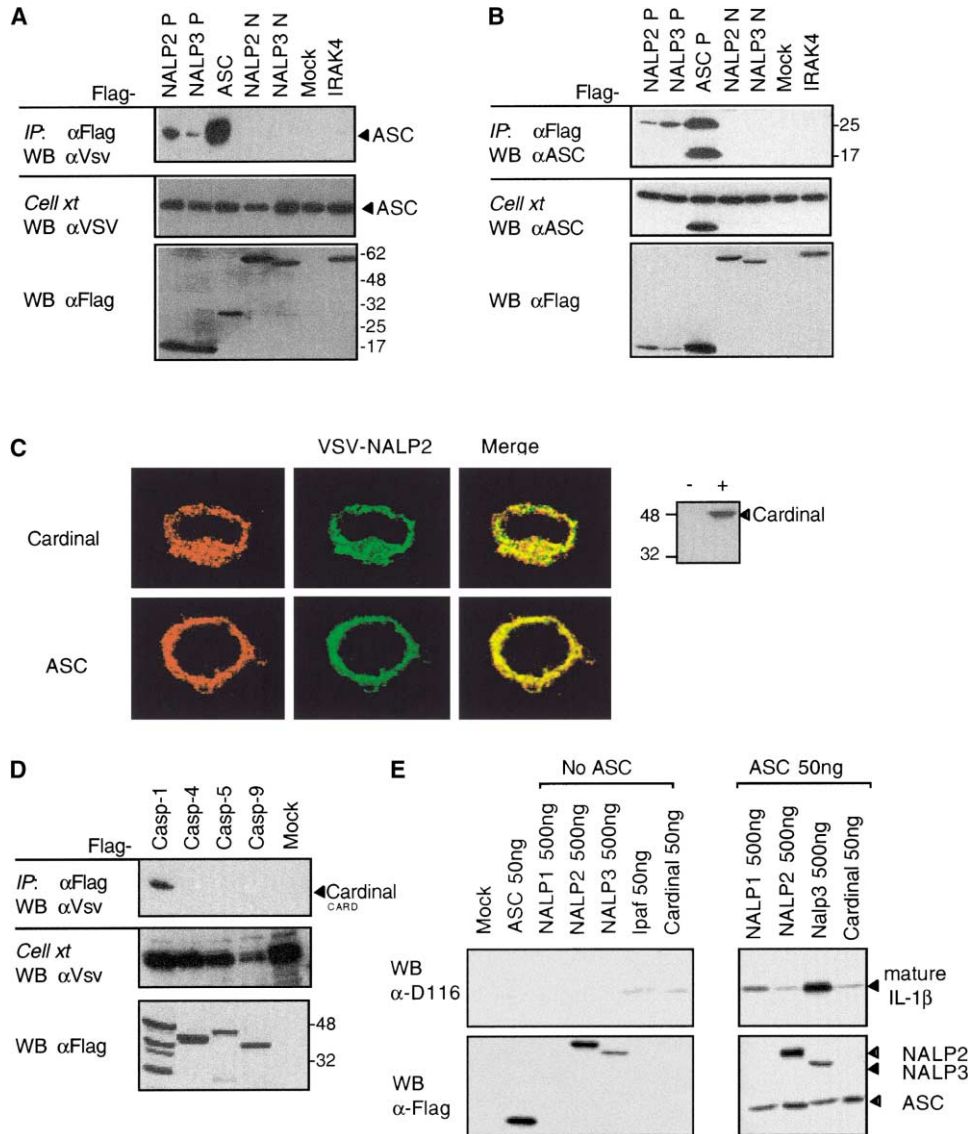 A
NALP2 P
NALP3 P
ASC
NALP2 N
NALP3 N
Mock
IRAK4
Flag-
IP: αFlag
WB αVsv
ASC
Cell xt
WB αVSV
ASC
WB αFlag
-62
-48
-32
-25
-17
B
NALP2 P
NALP3 P
ASC P
NALP2 N
NALP3 N
Mock
IRAK4
Flag-
IP: αFlag
WB αASC
-25
-17
Cell xt
WB αASC
WB αFlag
C
VSV-NALP2
Merge
Cardinal
ASC
- +
48
32
Cardinal
D
Casp-1
Casp-4
Casp-5
Casp-9
Mock
Flag-
IP: αFlag
WB αVsv
Cardinal
CARD
Cell xt
WB αVsv
WB αFlag
-48
-32
E
No ASC
ASC 50ng
Mock
ASC 50ng
NALP1 500ng
NALP2 500ng
NALP3 500ng
Ipaf 50ng
Cardinal 50ng
NALP1 500ng
NALP2 500ng
Nalp3 500ng
Cardinal 50ng
WB
α-D116
mature
IL-1β
WB
α-Flag
NALP2
NALP3
ASC